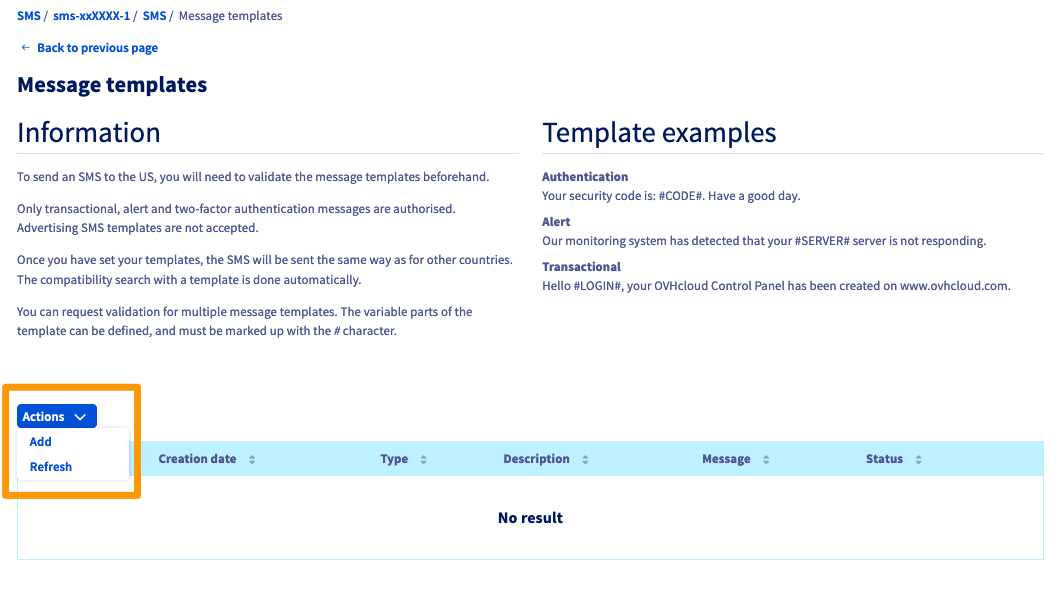 SMS / sms-xxXXXX-1 / SMS / Message templates
← Back to previous page
Message templates
Information
To send an SMS to the US, you will need to validate the message templates beforehand.
Only transactional, alert and two-factor authentication messages are authorised.
Advertising SMS templates are not accepted.
Once you have set your templates, the SMS will be sent the same way as for other countries.
The compatibility search with a template is done automatically.
You can request validation for multiple message templates. The variable parts of the
template can be defined, and must be marked up with the # character.
Template examples
Authentication
Your security code is: #CODE#. Have a good day.
Alert
Our monitoring system has detected that your #SERVER# server is not responding.
Transactional
Hello #LOGIN#, your OVHcloud Control Panel has been created on www.ovhcloud.com.
Actions
Add
Refresh
Creation date Type Description Message Status
No result